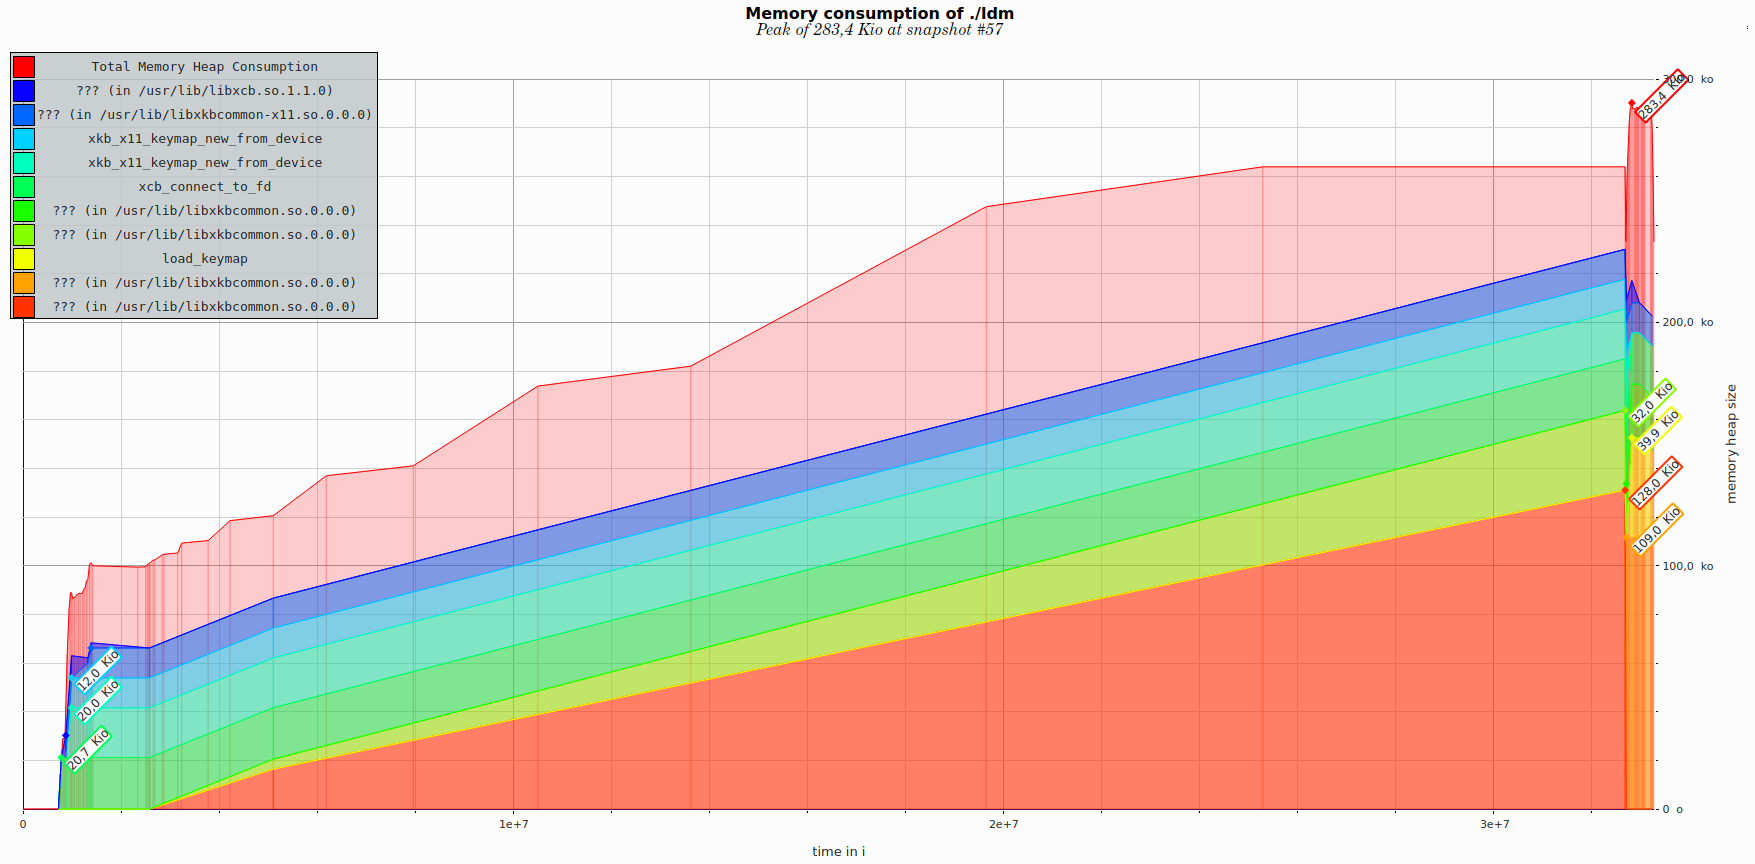 Memory consumption of ./ldm
Peak of 283,4 Kio at snapshot #57
Total Memory Heap Consumption
??? (in /usr/lib/libxcb.so.1.1.0)
??? (in /usr/lib/libxkbcommon-x11.so.0.0.0)
xkb_x11_keymap_new_from_device
xkb_x11_keymap_new_from_device
xcb_connect_to_fd
??? (in /usr/lib/libxkbcommon.so.0.0.0)
??? (in /usr/lib/libxkbcommon.so.0.0.0)
load_keymap
??? (in /usr/lib/libxkbcommon.so.0.0.0)
??? (in /usr/lib/libxkbcommon.so.0.0.0)
300,0 ko
283,4 Kio
200,0 ko
32,0 Kio
39,9 Kio
128,0 Kio
109,0 Kio
100,0 ko
12,0 Kio
20,0 Kio
20,7 Kio
0 o
memory heap size
0
1e+7
2e+7
3e+7
time in i